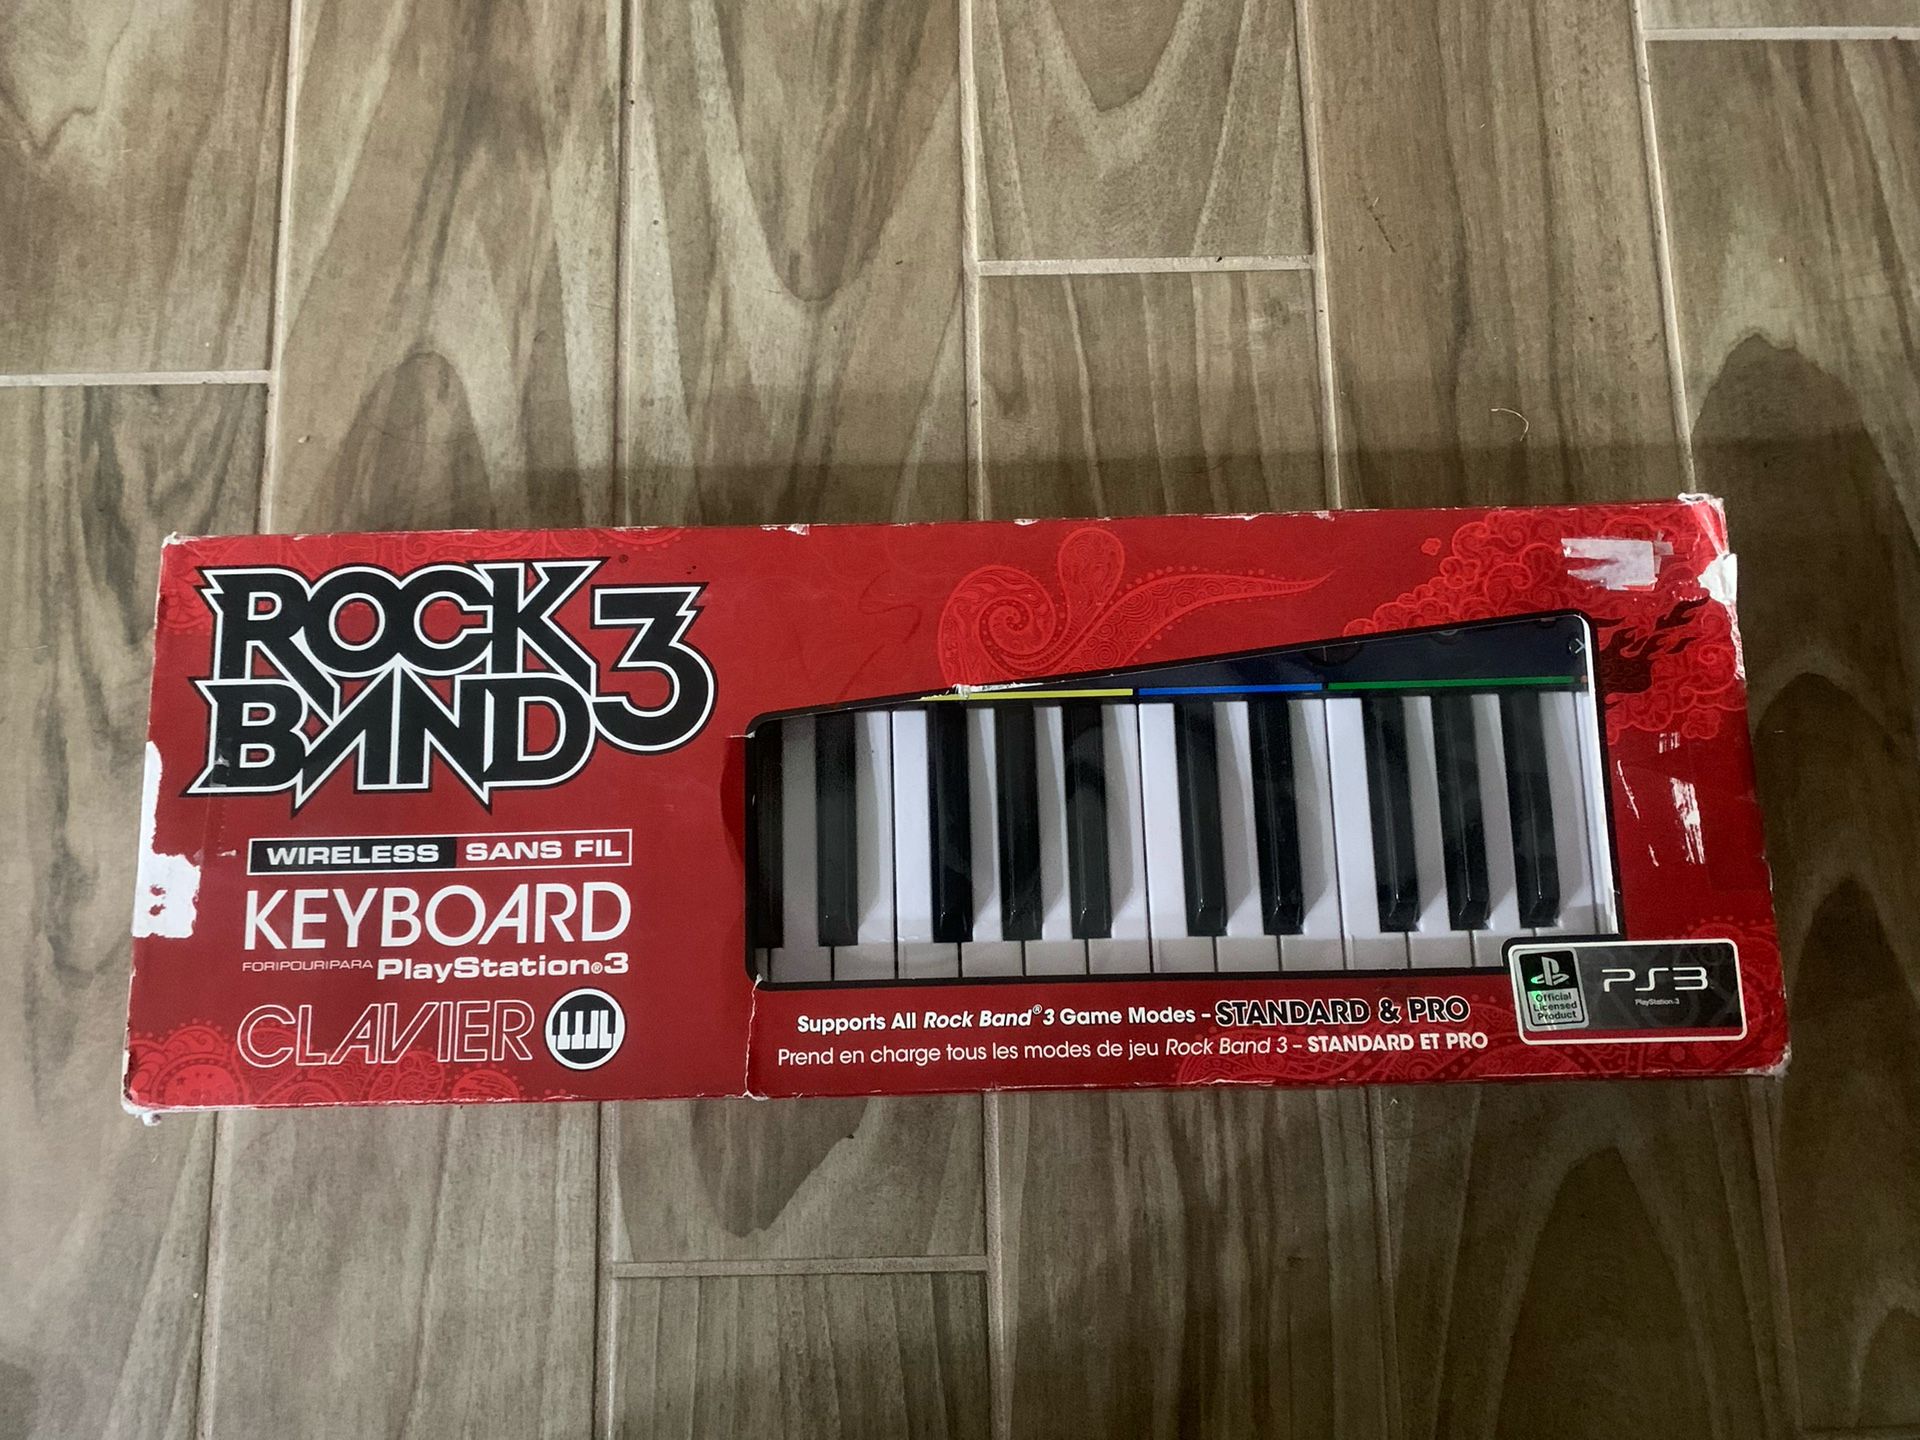 ROCK
BAND 3
WIRELESS SANS FIL
KEYBOARD
FOR|POUR|PARA PlayStation®3
CLAVIER
Supports All Rock Band® 3 Game Modes - STANDARD & PRO
Prend en charge tous les modes de jeu Rock Band 3 - STANDARD ET PRO
Official
Licensed
Product
PS3
PlayStation 3